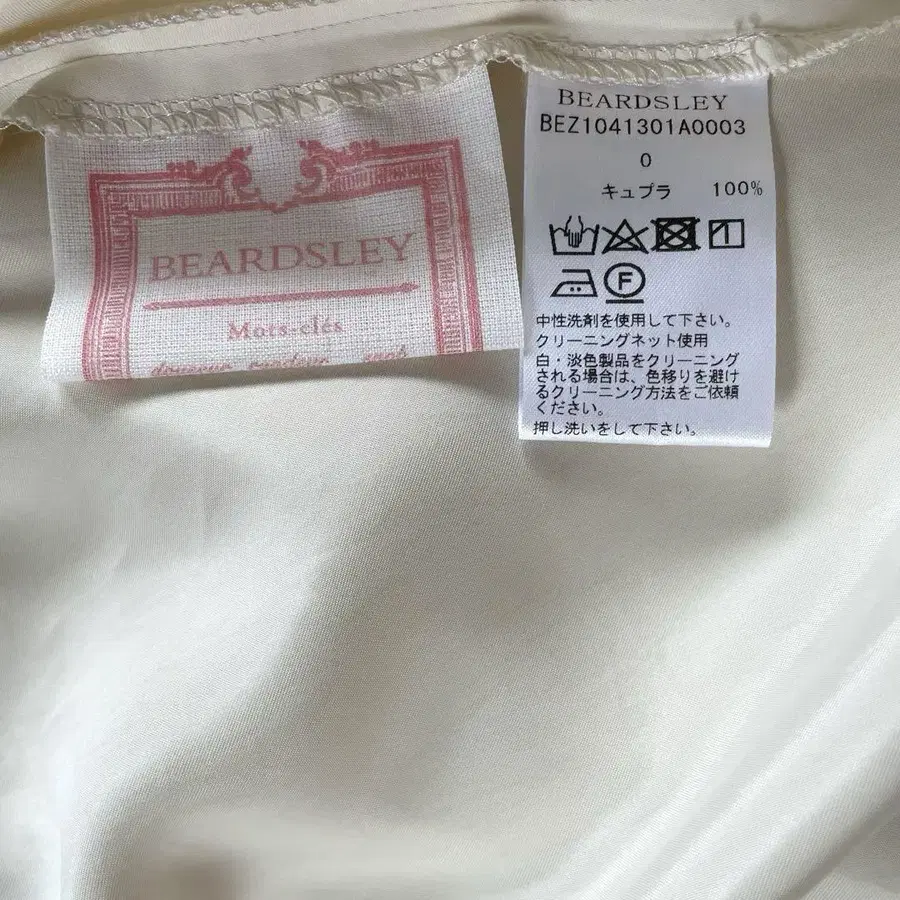 BEARDSLEY
Mots-clés
BEARDSLEY
BEZ1041301A0003
0
キュプラ 100%
F
中性洗剤を使用して下さい。
クリーニングネット使用
白・淡色製品をクリーニング
される場合は、色移りを避け
るクリーニング方法をご依頼
ください。
押し洗いをして下さい。